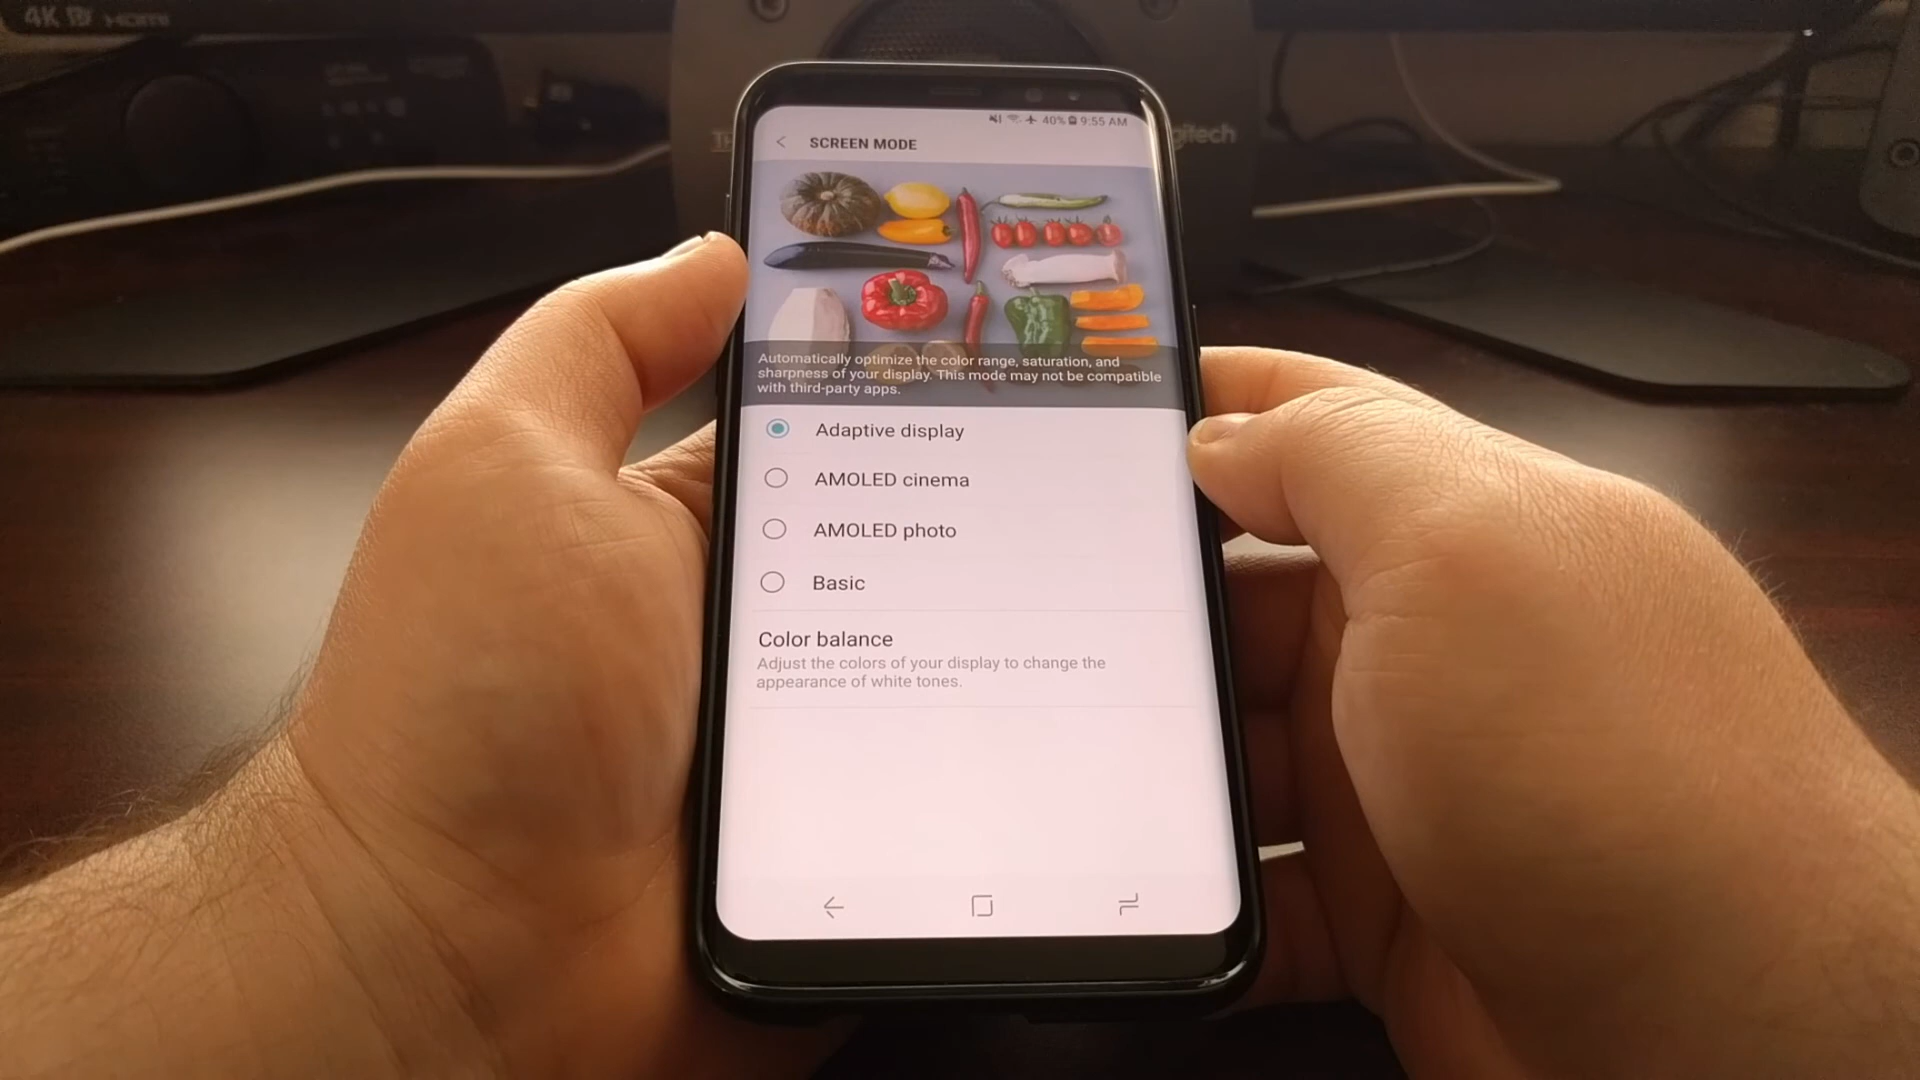 4K
HDMI
40% 9:55 AM
SCREEN MODE
gitech
Automatically optimize the color range, saturation, and
sharpness of your display. This mode may not be compatible
with third-party apps.
Adaptive display
AMOLED cinema
AMOLED photo
Basic
Color balance
Adjust the colors of your display to change the
appearance of white tones.